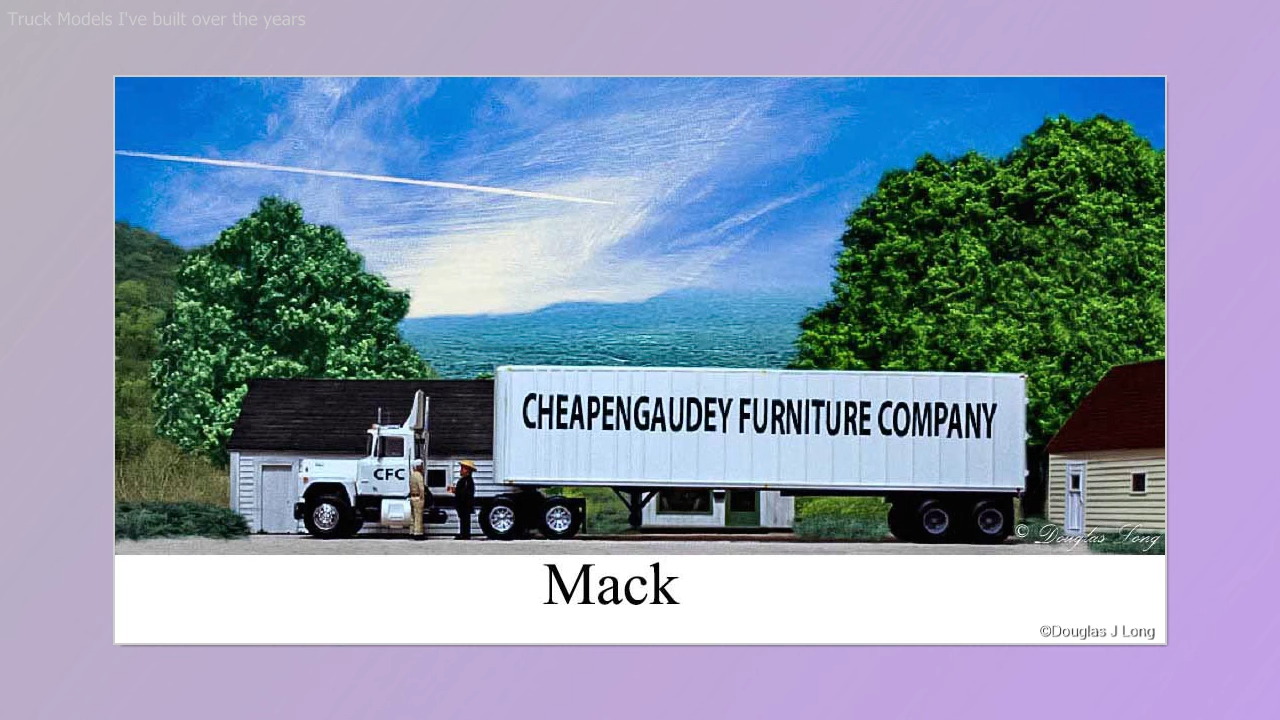 Truck Models I've built over the years
CHEAPENGAUDEY FURNITURE COMPANY
CFC
© Douglas Long
Mack
©Douglas J Long